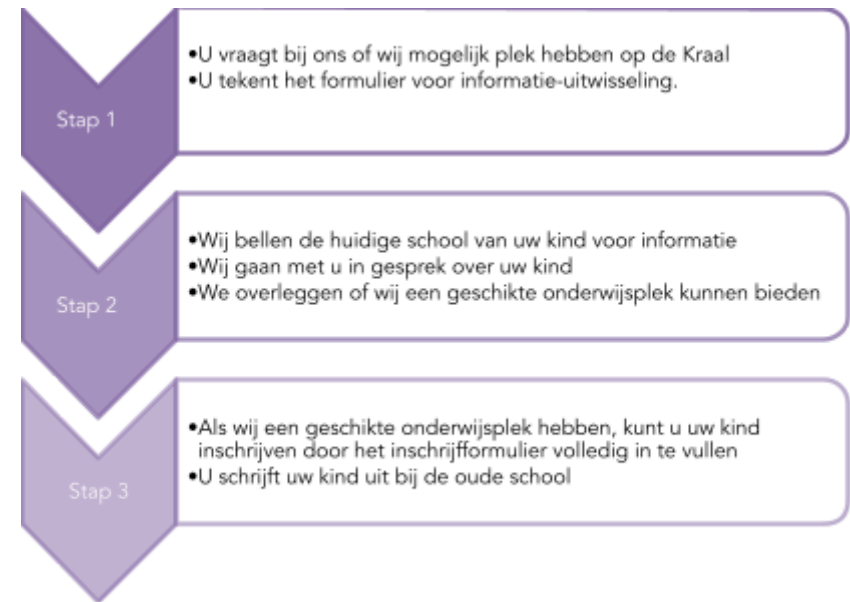 Stap 1
•U vraagt bij ons of wij mogelijk plek hebben op de Kraal
•U tekent het formulier voor informatie-uitwisseling.
Stap 2
•Wij bellen de huidige school van uw kind voor informatie
•Wij gaan met u in gesprek over uw kind
•We overleggen of wij een geschikte onderwijsplek kunnen bieden
Stap 3
•Als wij een geschikte onderwijsplek hebben, kunt u uw kind
inschrijven door het inschrijfformulier volledig in te vullen
•U schrijft uw kind uit bij de oude school